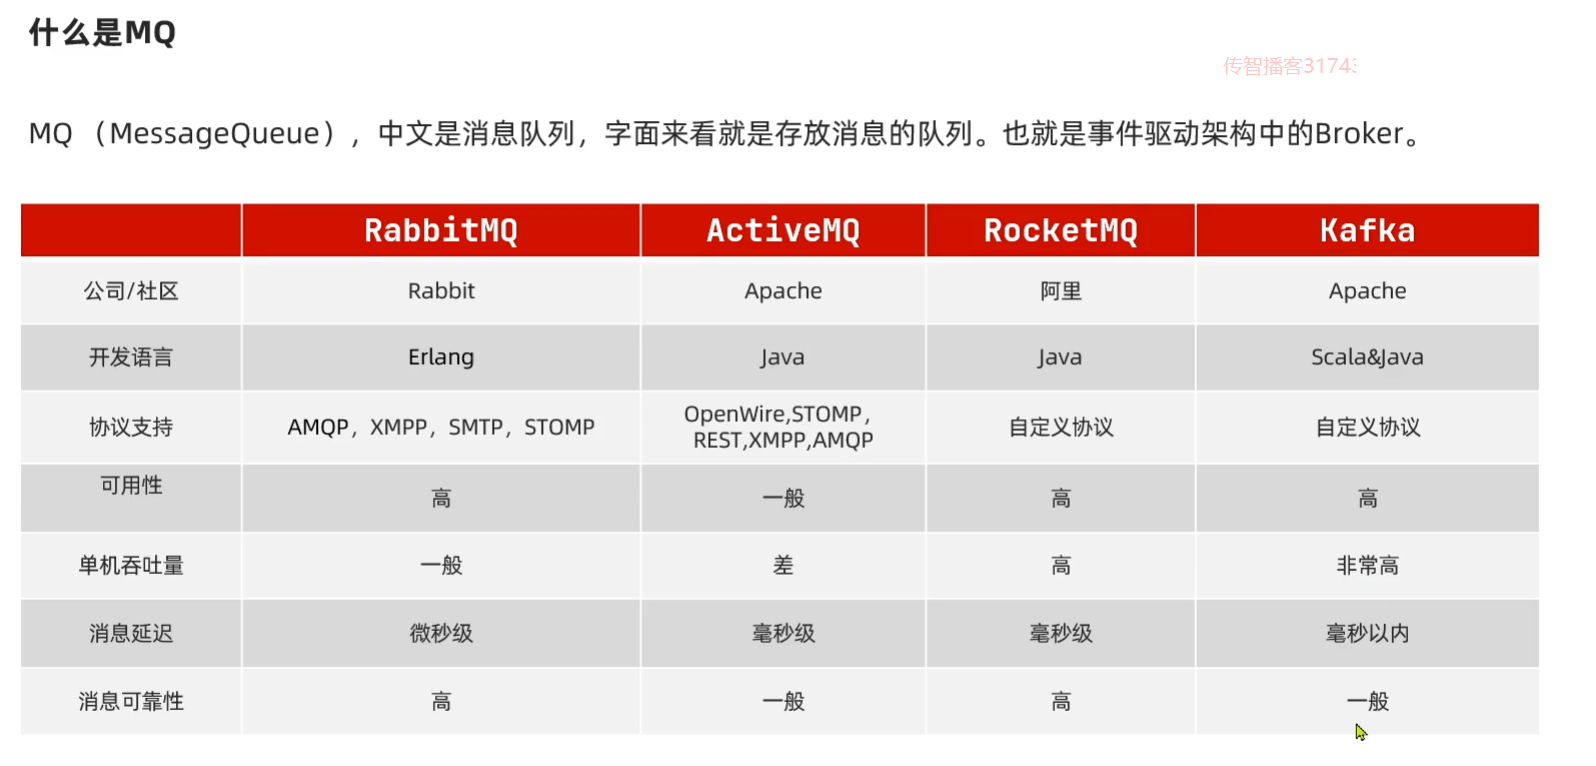 什么是MQ
传智播客3174
MQ （MessageQueue），中文是消息队列，字面来看就是存放消息的队列。也就是事件驱动架构中的Broker。
RabbitMQ ActiveMQ RocketMQ Kafka
公司/社区 Rabbit Apache 阿里 Apache
开发语言 Erlang Java Java Scala&Java
协议支持 AMQP，XMPP，SMTP，STOMP OpenWire,STOMP, REST,XMPP,AMQP 自定义协议 自定义协议
可用性 高 一般 高 高
单机吞吐量 一般 差 高 非常高
消息延迟 微秒级 毫秒级 毫秒级 毫秒以内
消息可靠性 高 一般 高 一般